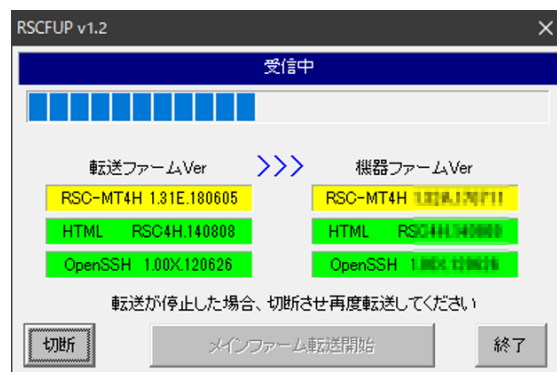 RSCFUP v1.2
受信中
転送ファームVer >>> 機器ファームVer
RSC-MT4H 1.31E.180605 RSC-MT4H
HTML RSC4H.140808 HTML
OpenSSH 1.00X.120626 OpenSSH
転送が停止した場合、切断させ再度転送してください
切断 メインファーム転送開始 終了